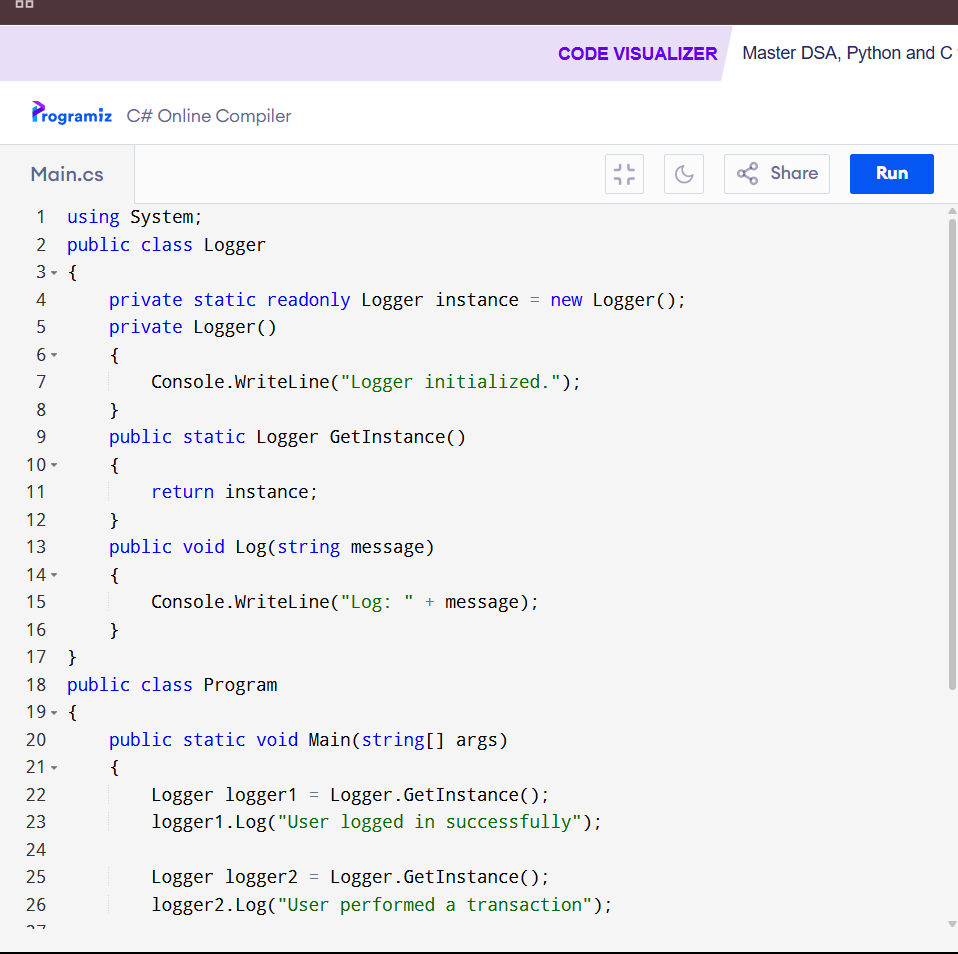 CODE VISUALIZER Master DSA, Python and C
Programiz C# Online Compiler
Main.cs Share Run
1 using System;
2 public class Logger
3 {
4     private static readonly Logger instance = new Logger();
5     private Logger()
6     {
7         Console.WriteLine("Logger initialized.");
8     }
9     public static Logger GetInstance()
10     {
11         return instance;
12     }
13     public void Log(string message)
14     {
15         Console.WriteLine("Log: " + message);
16     }
17 }
18 public class Program
19 {
20     public static void Main(string[] args)
21     {
22         Logger logger1 = Logger.GetInstance();
23         logger1.Log("User logged in successfully");
24
25         Logger logger2 = Logger.GetInstance();
26         logger2.Log("User performed a transaction");